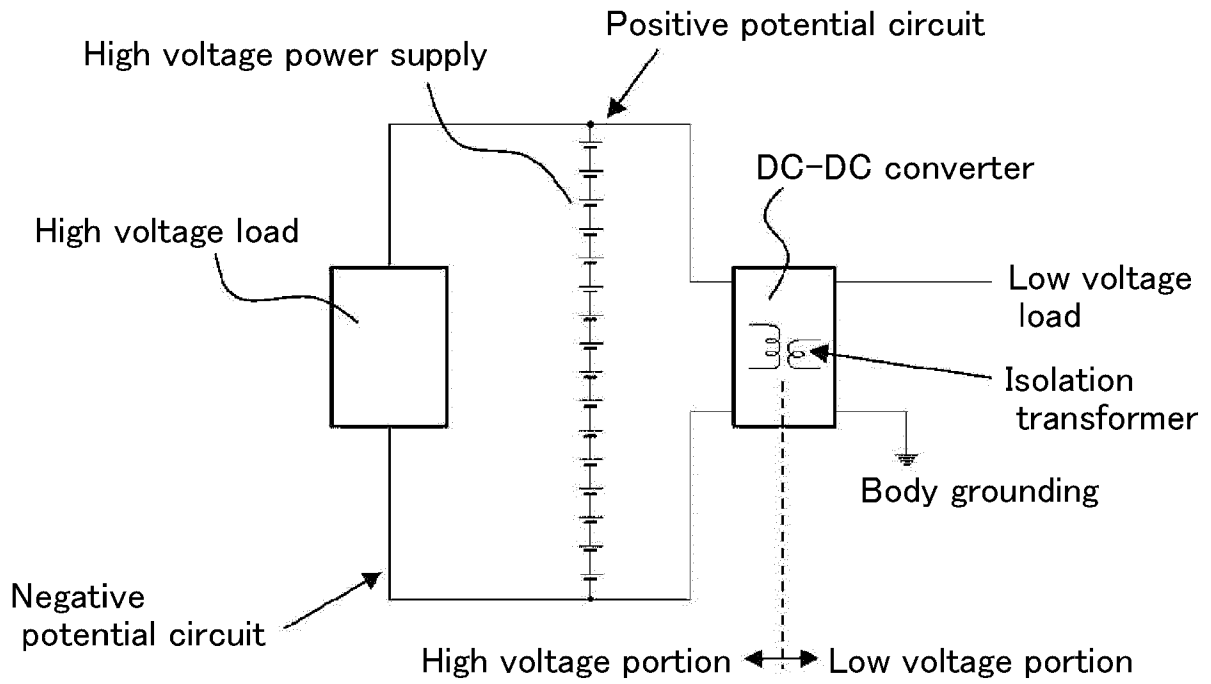 Positive potential circuit
High voltage power supply
DC-DC converter
High voltage load
Low voltage
load
Isolation
transformer
Body grounding
Negative
potential circuit
High voltage portion
Low voltage portion